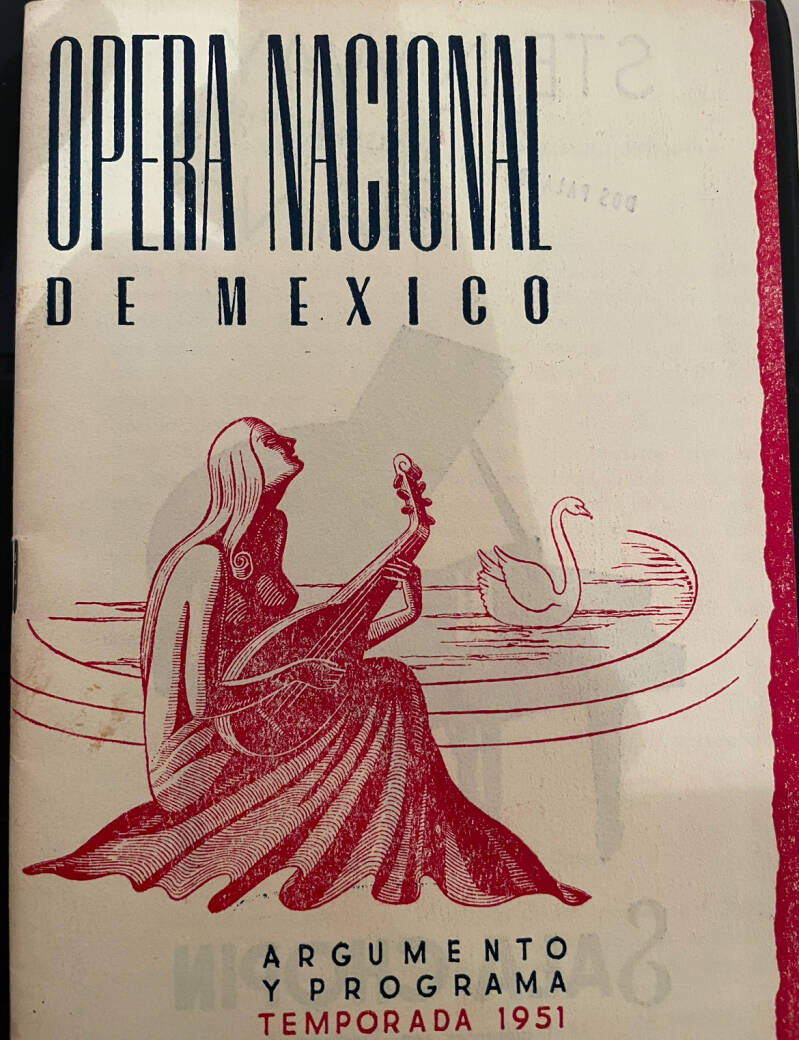 OPERA NACIONAL
DE MEXICO
ARGUMENTO
Y PROGRAMA
TEMPORADA 1951